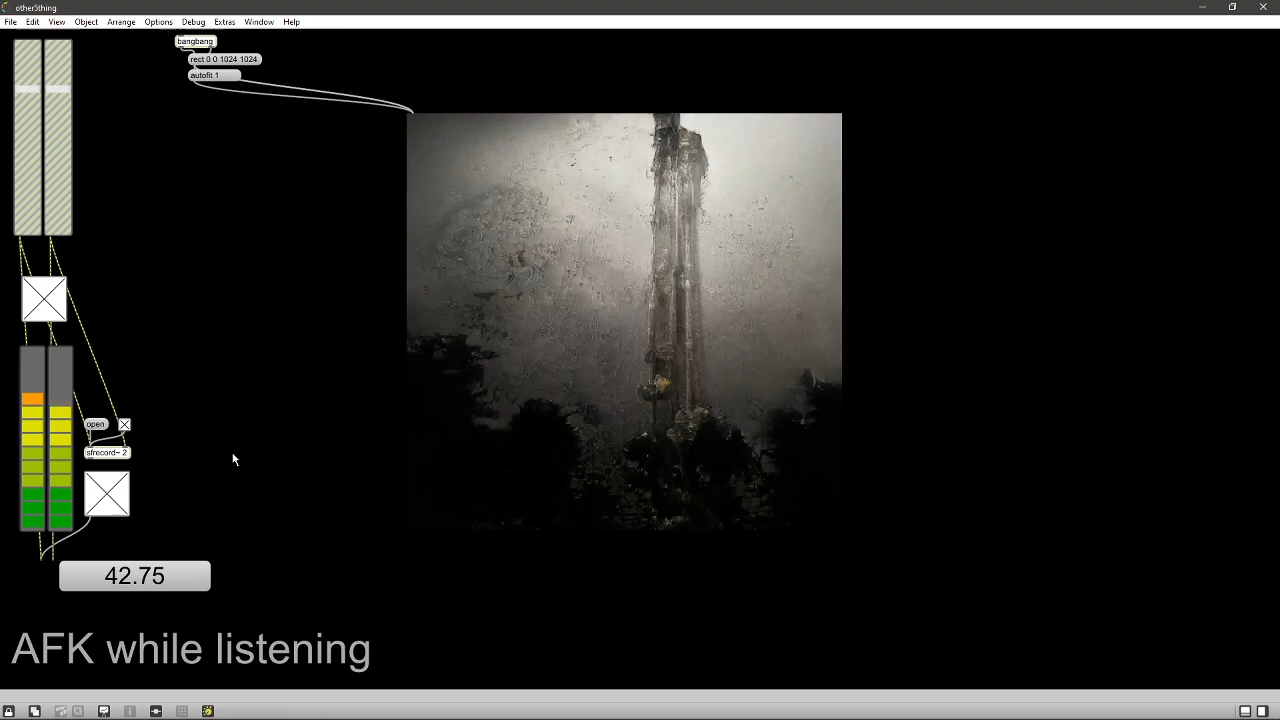 other5thing
File Edit View Object Arrange Options Debug Extras Window Help
bangbang
rect 0 0 1024 1024
autofit 1
open
sfrecord~ 2
42.75
AFK while listening